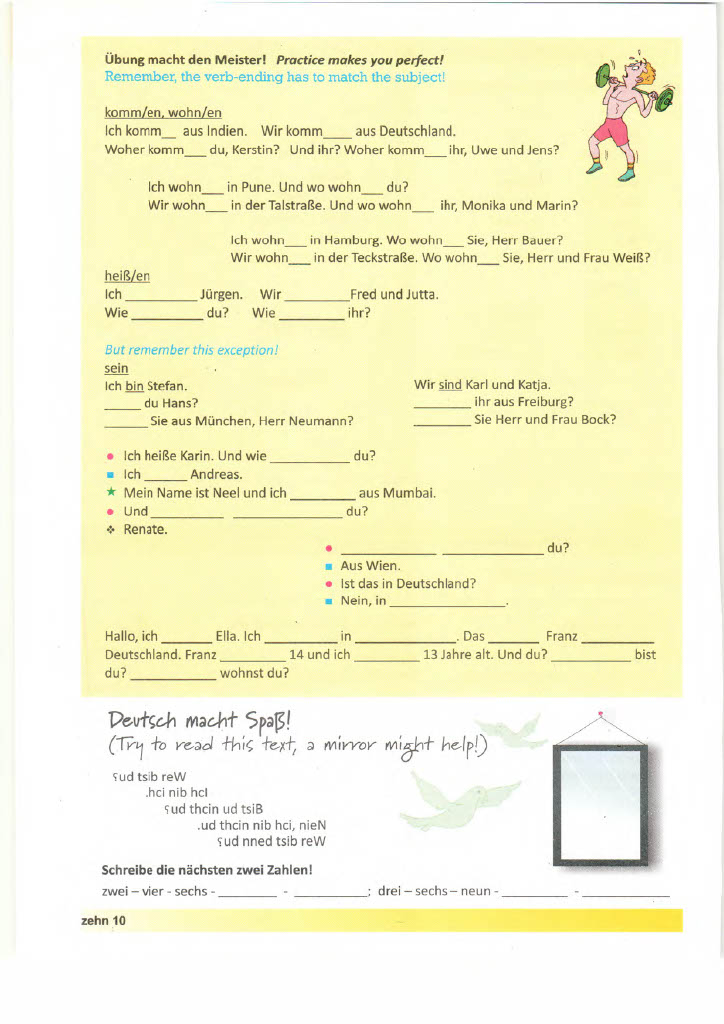 Übung macht den Meister! Practice makes you perfect!
Remember, the verb-ending has to match the subject!
komm/en, wohn/en
Ich komm__ aus Indien. Wir komm____ aus Deutschland.
Woher komm___ du, Kerstin? Und ihr? Woher komm___ ihr, Uwe und Jens?
Ich wohn___ in Pune. Und wo wohn___ du?
Wir wohn___ in der Talstraße. Und wo wohn___ ihr, Monika und Marin?
Ich wohn___ in Hamburg. Wo wohn___ Sie, Herr Bauer?
Wir wohn___ in der Teckstraße. Wo wohn___ Sie, Herr und Frau Weiß?
heiß/en
Ich __________ Jürgen. Wir _________Fred und Jutta.
Wie __________ du? Wie _________ ihr?
But remember this exception!
sein
Ich bin Stefan. Wir sind Karl und Katja.
_____ du Hans? ________ ihr aus Freiburg?
______ Sie aus München, Herr Neumann? ________ Sie Herr und Frau Bock?
• Ich heiße Karin. Und wie ___________ du?
■ Ich ______ Andreas.
★ Mein Name ist Neel und ich _________ aus Mumbai.
• Und__________ _______________ du?
❖ Renate.
• _____________ ______________ du?
■ Aus Wien.
• Ist das in Deutschland?
■ Nein, in ________________.
Hallo, ich _______ Ella. Ich __________ in ______________. Das _______ Franz __________
Deutschland. Franz _________ 14 und ich _________ 13 Jahre alt. Und du? ___________ bist
du? ____________ wohnst du?
Deutsch macht Spaß!
(Try to read this text, a mirror might help!)
?ud tsib reW
.hci nib hcI
?ud thcin ud tsiB
.ud thcin nib hci, nieN
?ud nned tsib reW
Schreibe die nächsten zwei Zahlen!
zwei – vier - sechs - ________ - __________; drei – sechs – neun - _________ - ____________
zehn 10